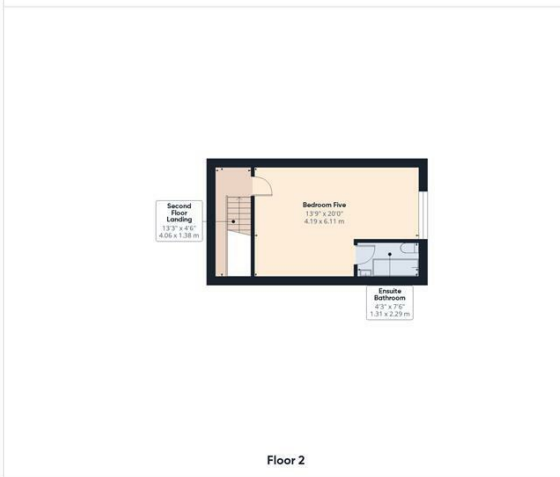 Bedroom Five
13'9" x 20'0"
4.19 x 6.11 m
Second
Floor
Landing
13'3" x 4'6"
4.06 x 1.38 m
Ensuite
Bathroom
4'3" x 7'6"
1.31 x 2.29 m
Floor 2